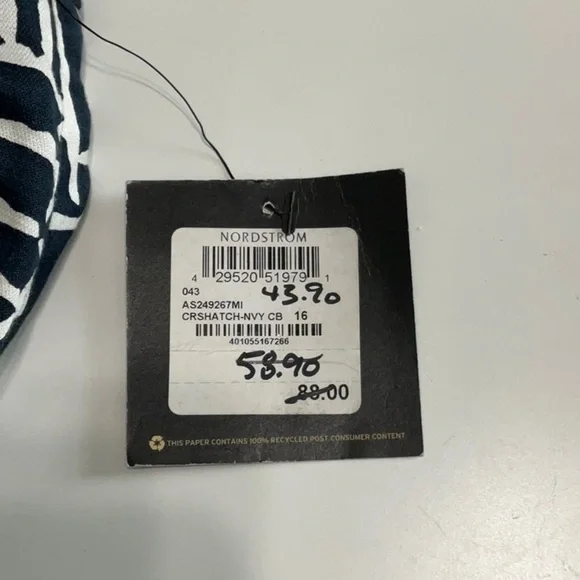 NORDSTROM
4 29520 51979 1
043
43.90
AS249267MI
CRSHATCH-NVY CB 16
401055167266
58.90
88.00
THIS PAPER CONTAINS 100% RECYCLED POST CONSUMER CONTENT